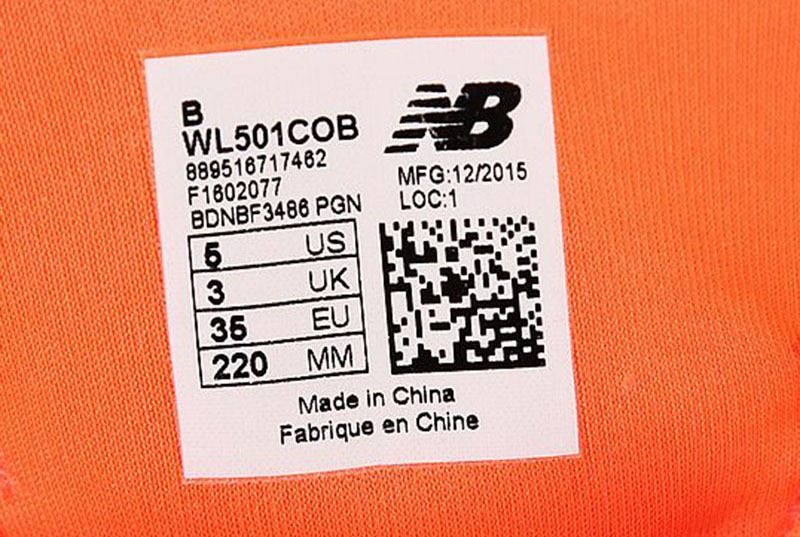 B
WL501COB
889516717462
F1602077
BDNBF3486 PGN
5 US
3 UK
35 EU
220 MM
NB
MFG:12/2015
LOC:1
Made in China
Fabrique en Chine